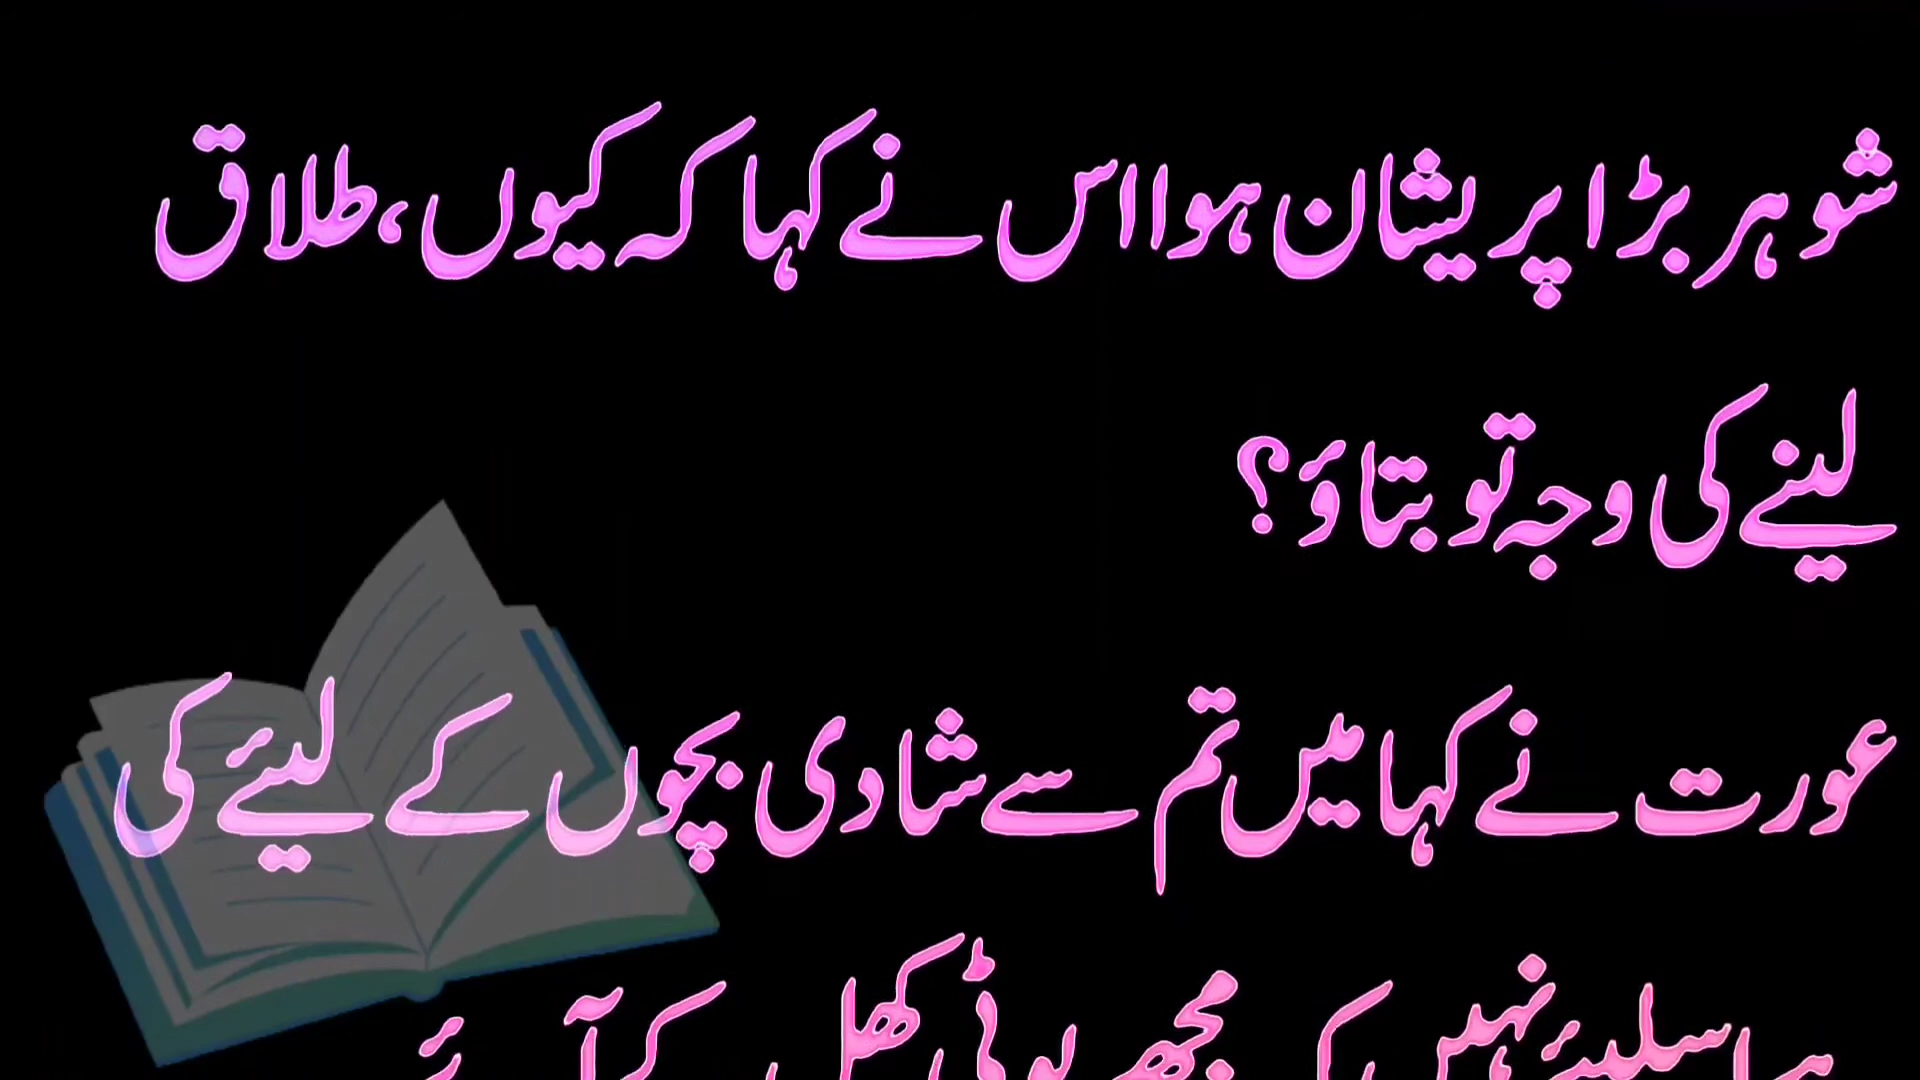 شوہر بڑا پریشان ہوا اس نے کہا کہ کیوں، طلاق
لینے کی وجہ تو بتاؤ؟
عورت نے کہا میں تم سے شادی بچوں کے لیئے کی